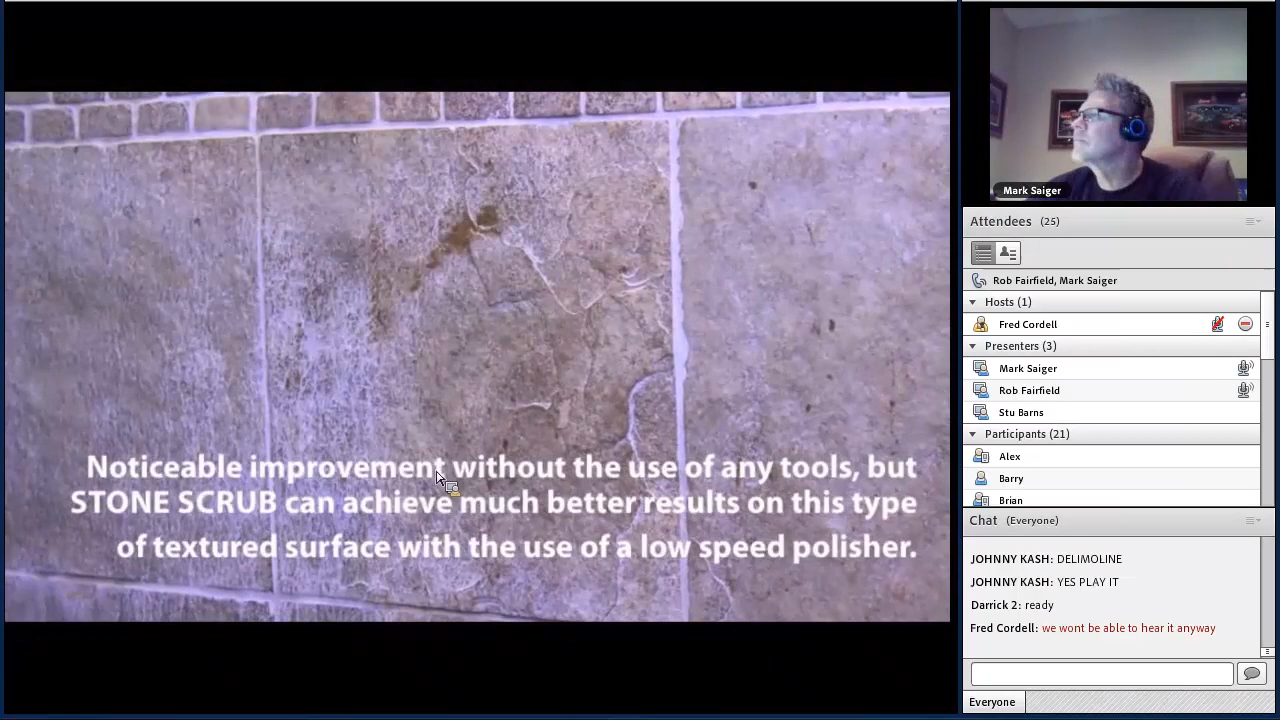 Noticeable improvement without the use of any tools, but
STONE SCRUB can achieve much better results on this type
of textured surface with the use of a low speed polisher.
Mark Saiger
Attendees (25)
Rob Fairfield, Mark Saiger
Hosts (1)
Fred Cordell
Presenters (3)
Mark Saiger
Rob Fairfield
Stu Barns
Participants (21)
Alex
Barry
Brian
Chat (Everyone)
JOHNNY KASH: DELIMOLINE
JOHNNY KASH: YES PLAY IT
Darrick 2: ready
Fred Cordell: we wont be able to hear it anyway
Everyone